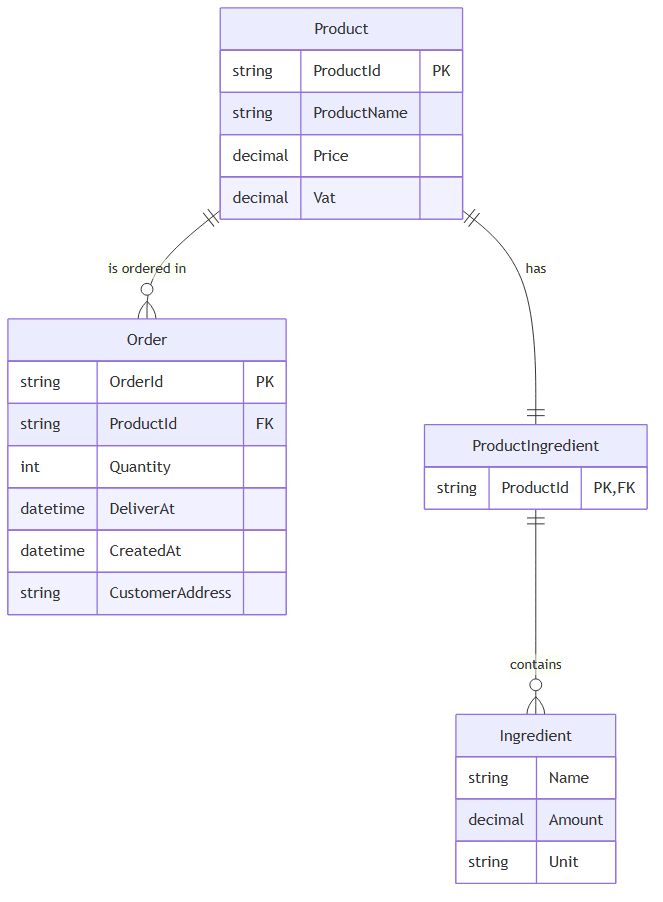 Product
string ProductId PK
string ProductName
decimal Price
decimal Vat
is ordered in
has
Order
string OrderId PK
string ProductId FK
int Quantity
datetime DeliverAt
datetime CreatedAt
string CustomerAddress
ProductIngredient
string ProductId PK,FK
contains
Ingredient
string Name
decimal Amount
string Unit